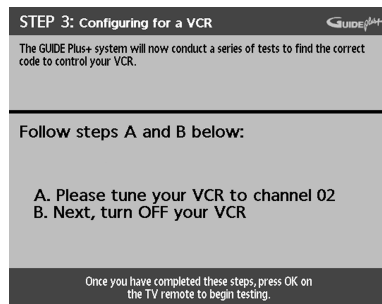 STEP 3: Configuring for a VCR
GUIDE plus+
The GUIDE Plus+ system will now conduct a series of tests to find the correct
code to control your VCR.
Follow steps A and B below:
A. Please tune your VCR to channel 02
B. Next, turn OFF your VCR
Once you have completed these steps, press OK on
the TV remote to begin testing.